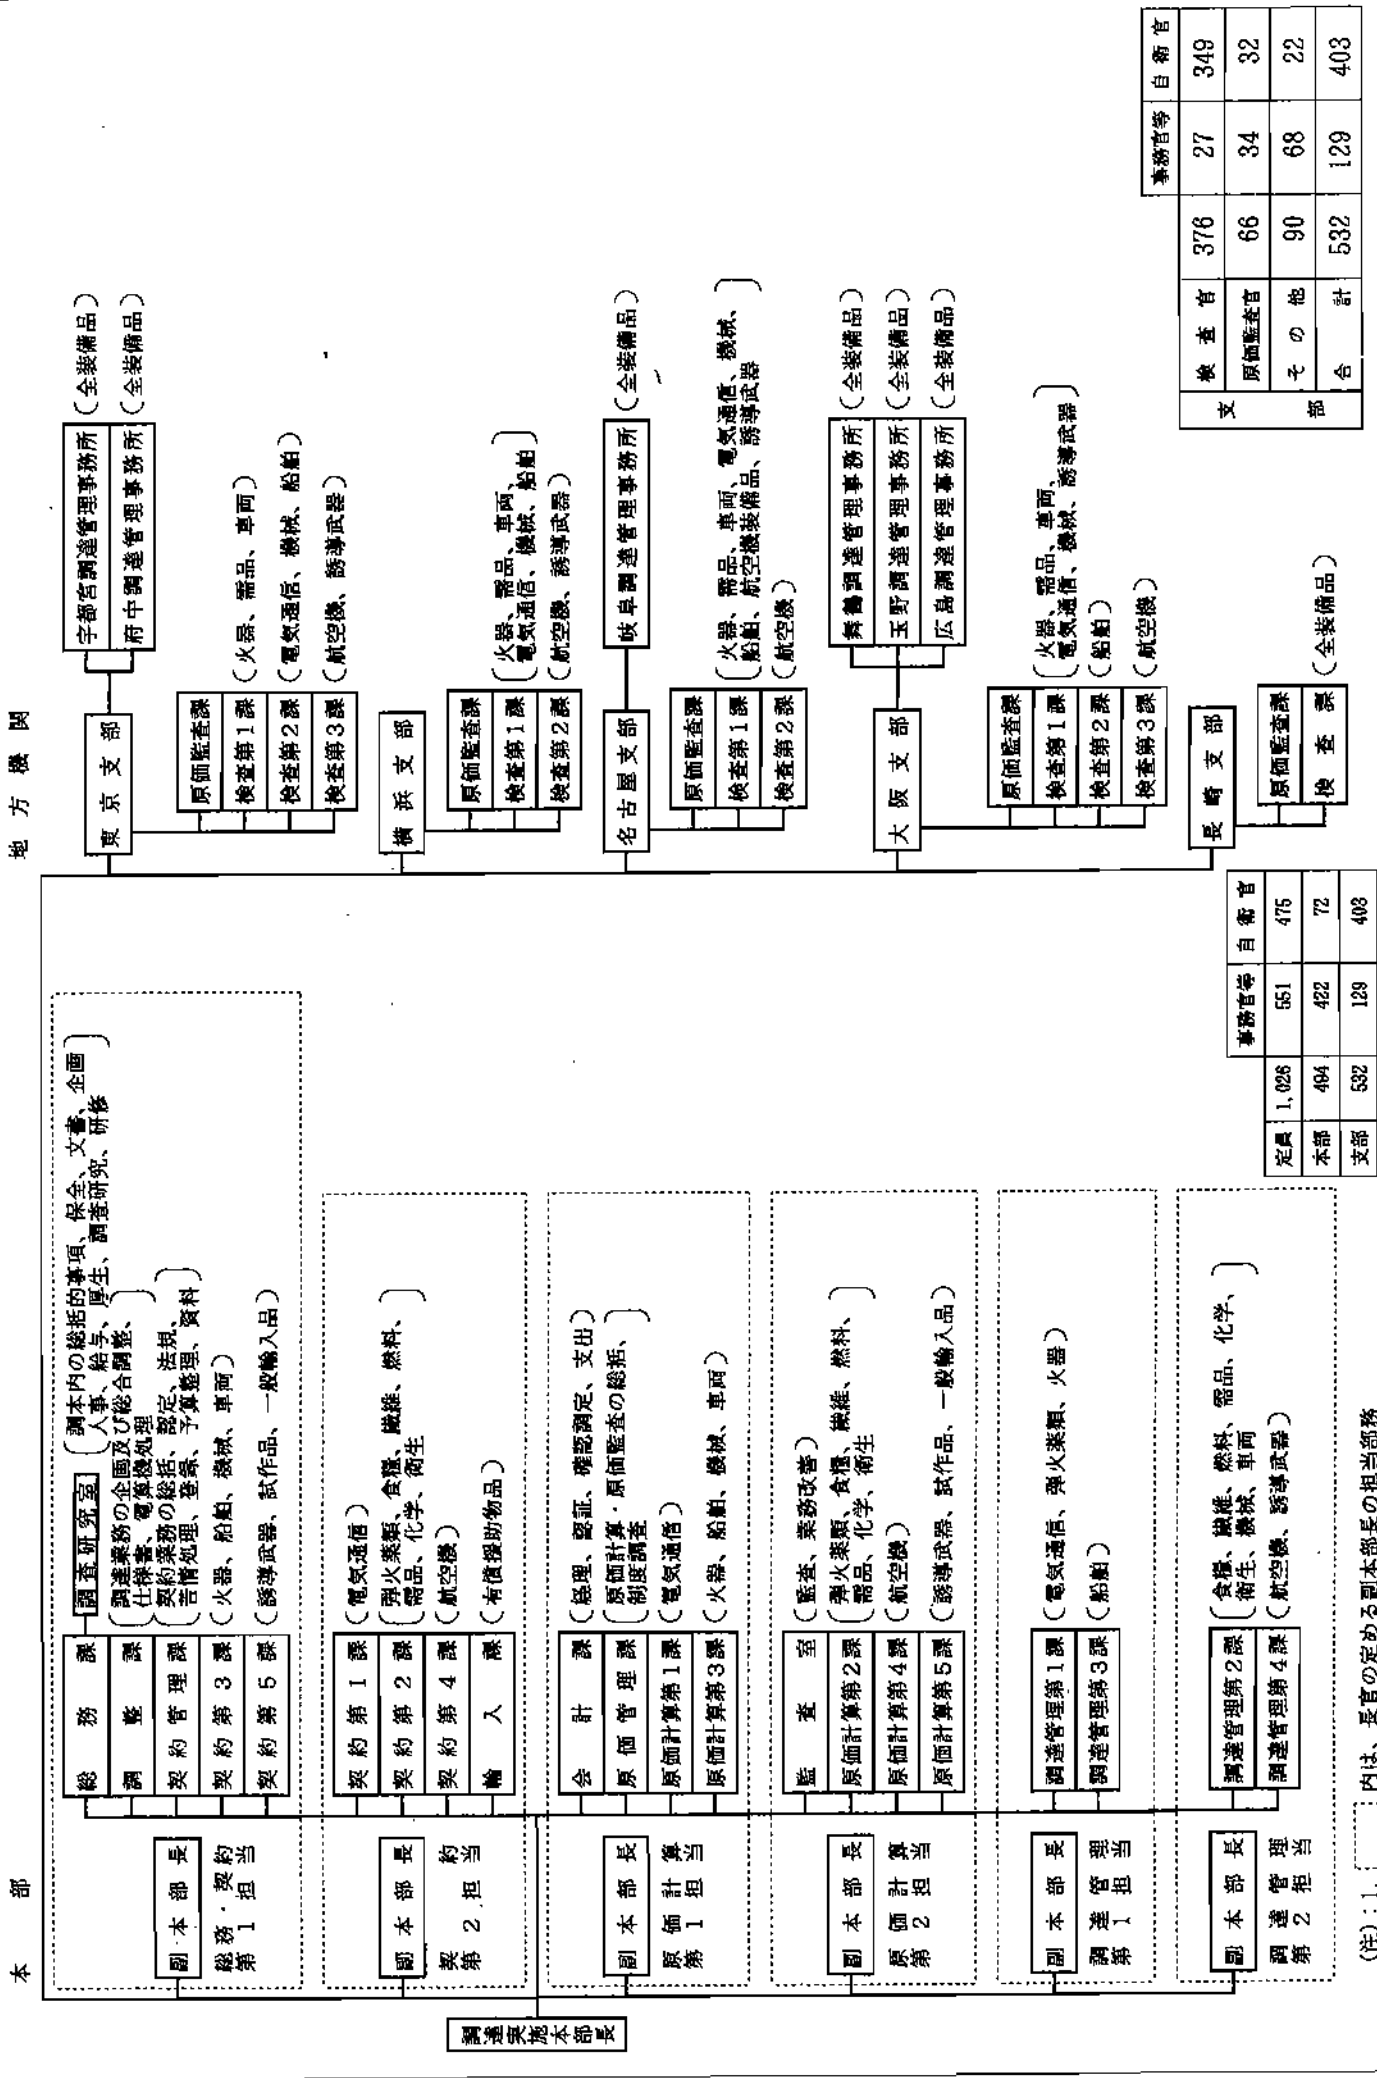 本部
調達実施本部長
副本部長
総務・契約
第1担当
総務課
調査研究室
(調本内の総括的事項、保全、文書、企画
人事、給与、厚生、調査研究、研修)
調整課
(調達業務の企画及び総合調整、
仕様書、電算機処理)
契約管理課
(契約業務の総括、認定、法規、
苦情処理、登録、予算整理、資料)
契約第3課
(火器、船舶、機械、車両)
契約第5課
(誘導武器、試作品、一般輸入品)
副本部長
契約
第2担当
契約第1課
(電気通信)
契約第2課
(弾火薬類、食糧、繊維、燃料、
需品、化学、衛生)
契約第4課
(航空機)
輸入課
(有償援助物品)
副本部長
原価計算
第1担当
会計課
(経理、認証、確認調定、支出)
原価管理課
(原価計算・原価監査の総括、
制度調査)
原価計算第1課
(電気通信)
原価計算第3課
(火器、船舶、機械、車両)
副本部長
原価計算
第2担当
監査室
(監査、業務改善)
原価計算第2課
(弾火薬類、食糧、繊維、燃料、
需品、化学、衛生)
原価計算第4課
(航空機)
原価計算第5課
(誘導武器、試作品、一般輸入品)
副本部長
調達管理
第1担当
調達管理第1課
(電気通信、弾火薬類、火器)
調達管理第3課
(船舶)
副本部長
調達管理
第2担当
調達管理第2課
(食糧、繊維、燃料、需品、化学、
衛生、機械、車両)
調達管理第4課
(航空機、誘導武器)
(注):1. 内は、長官の定める副本部長の担当部務
事務官等 自衛官
定員 1,026 551 475
本部 494 422 72
支部 532 129 403
地方機関
東京支部
宇都宮調達管理事務所(全装備品)
府中調達管理事務所(全装備品)
原価監査課
検査第1課(火器、需品、車両)
検査第2課(電気通信、機械、船舶)
検査第3課(航空機、誘導武器)
横浜支部
原価監査課
検査第1課(火器、需品、車両、
電気通信、機械、船舶)
検査第2課(航空機、誘導武器)
名古屋支部
岐阜調達管理事務所(全装備品)
原価監査課
検査第1課(火器、需品、車両、電気通信、機械、
船舶、航空機装備品、誘導武器)
検査第2課(航空機)
大阪支部
舞鶴調達管理事務所(全装備品)
玉野調達管理事務所(全装備品)
広島調達管理事務所(全装備品)
原価監査課
検査第1課(火器、需品、車両、
電気通信、機械、誘導武器)
検査第2課(船舶)
検査第3課(航空機)
長崎支部
原価監査課
検査課(全装備品)
事務官等 自衛官
支部
検査官 376 27 349
原価監査官 66 34 32
その他 90 68 22
合計 532 129 403